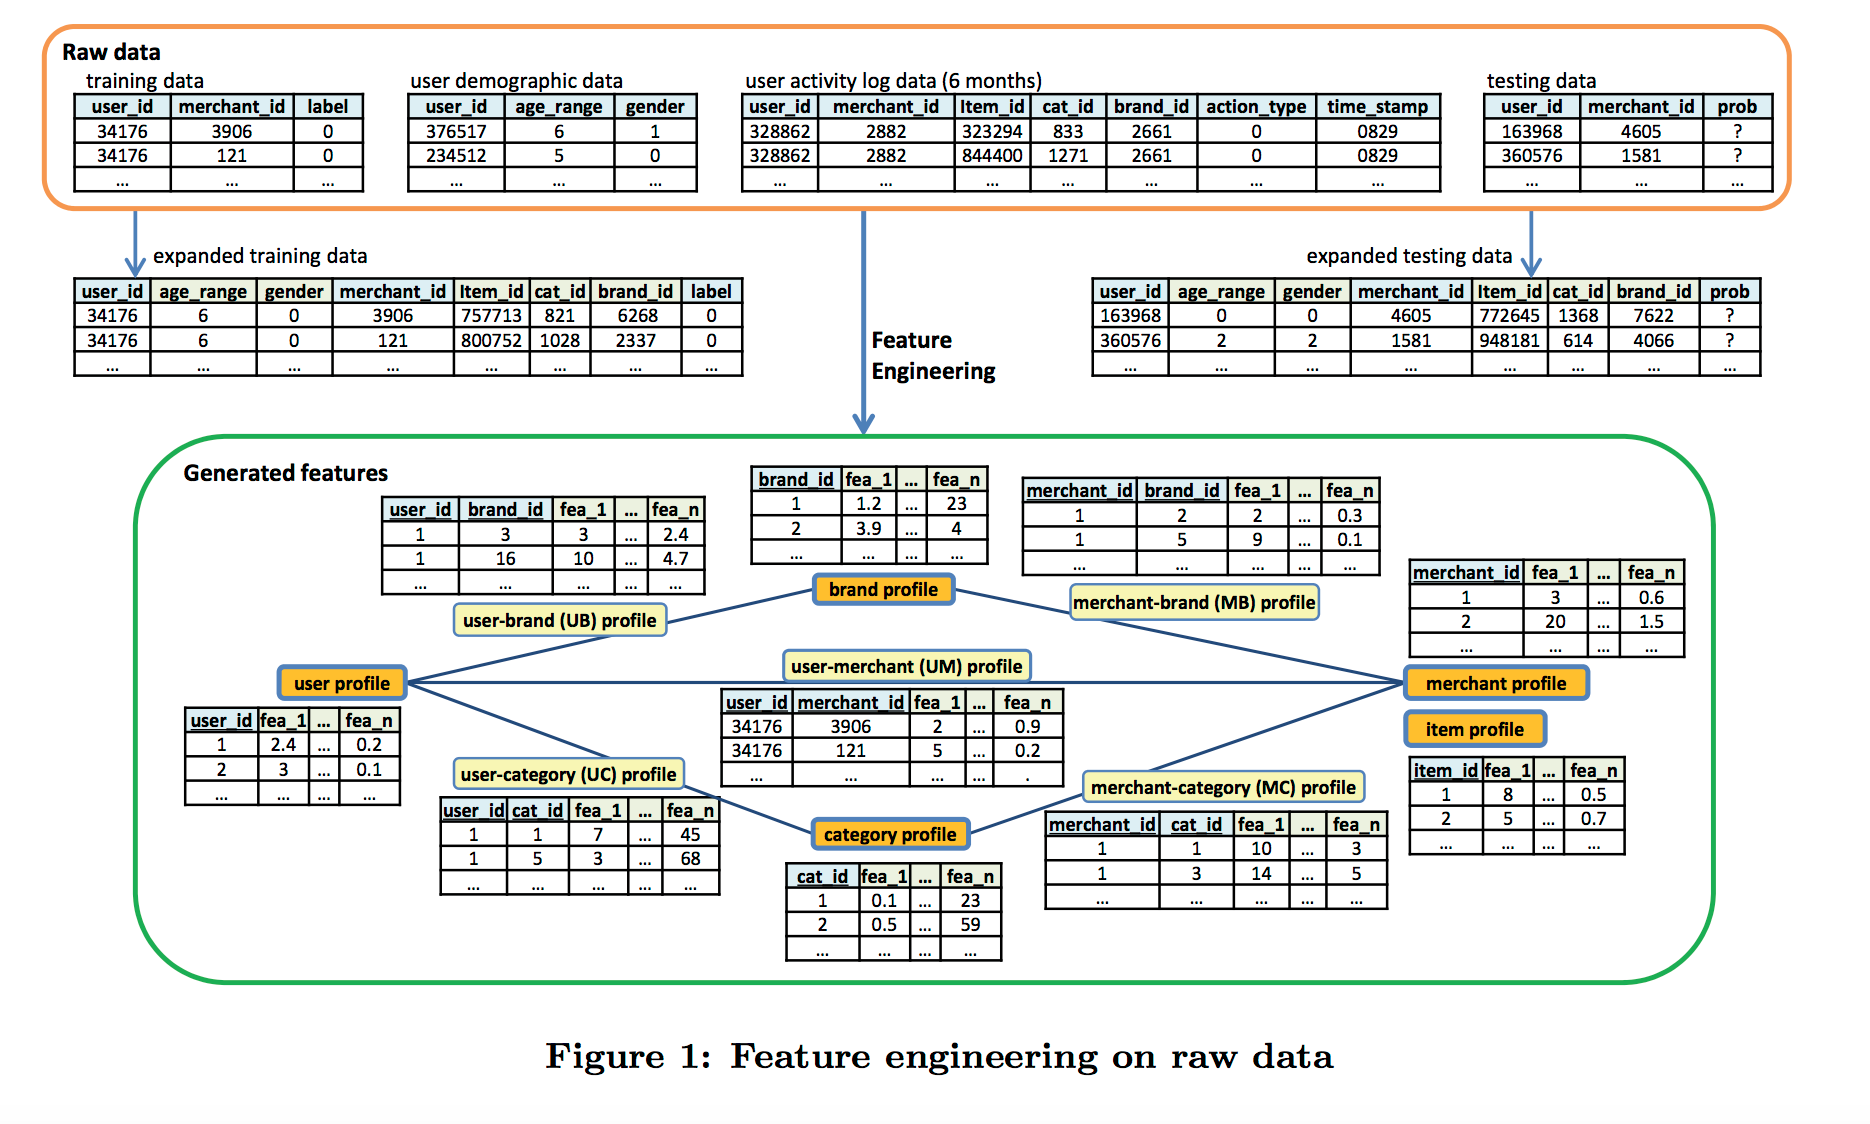 Raw data
training data
user_id merchant_id label
34176 3906 0
34176 121 0
... ... ...
user demographic data
user_id age_range gender
376517 6 1
234512 5 0
... ... ...
user activity log data (6 months)
user_id merchant_id Item_id cat_id brand_id action_type time_stamp
328862 2882 323294 833 2661 0 0829
328862 2882 844400 1271 2661 0 0829
... ... ... ... ... ... ...
testing data
user_id merchant_id prob
163968 4605 ?
360576 1581 ?
... ... ...
expanded training data
user_id age_range gender merchant_id Item_id cat_id brand_id label
34176 6 0 3906 757713 821 6268 0
34176 6 0 121 800752 1028 2337 0
... ... ... ... ... ... ... ...
Feature
Engineering
expanded testing data
user_id age_range gender merchant_id Item_id cat_id brand_id prob
163968 0 0 4605 772645 1368 7622 ?
360576 2 2 1581 948181 614 4066 ?
... ... ... ... ... ... ... ...
Generated features
user_id brand_id fea_1 ... fea_n
1 3 3 ... 2.4
1 16 10 ... 4.7
... ... ... ... ...
user-brand (UB) profile
brand_id fea_1 ... fea_n
1 1.2 ... 23
2 3.9 ... 4
... ... ... ...
brand profile
merchant_id brand_id fea_1 ... fea_n
1 2 2 ... 0.3
1 5 9 ... 0.1
... ... ... ...
merchant-brand (MB) profile
merchant_id fea_1 ... fea_n
1 3 ... 0.6
2 20 ... 1.5
... ... ... ...
merchant profile
user profile
user_id fea_1 ... fea_n
1 2.4 ... 0.2
2 3 ... 0.1
... ... ... ...
user-merchant (UM) profile
user_id merchant_id fea_1 ... fea_n
34176 3906 2 ... 0.9
34176 121 5 ... 0.2
... ... ... ... .
item profile
item_id fea_1 ... fea_n
1 8 ... 0.5
2 5 ... 0.7
... ... ... ...
user-category (UC) profile
user_id cat_id fea_1 ... fea_n
1 1 7 ... 45
1 5 3 ... 68
... ... ... ... ...
category profile
cat_id fea_1 ... fea_n
1 0.1 ... 23
2 0.5 ... 59
... ... ... ...
merchant-category (MC) profile
merchant_id cat_id fea_1 ... fea_n
1 1 10 ... 3
1 3 14 ... 5
... ... ... ... ...
Figure 1: Feature engineering on raw data